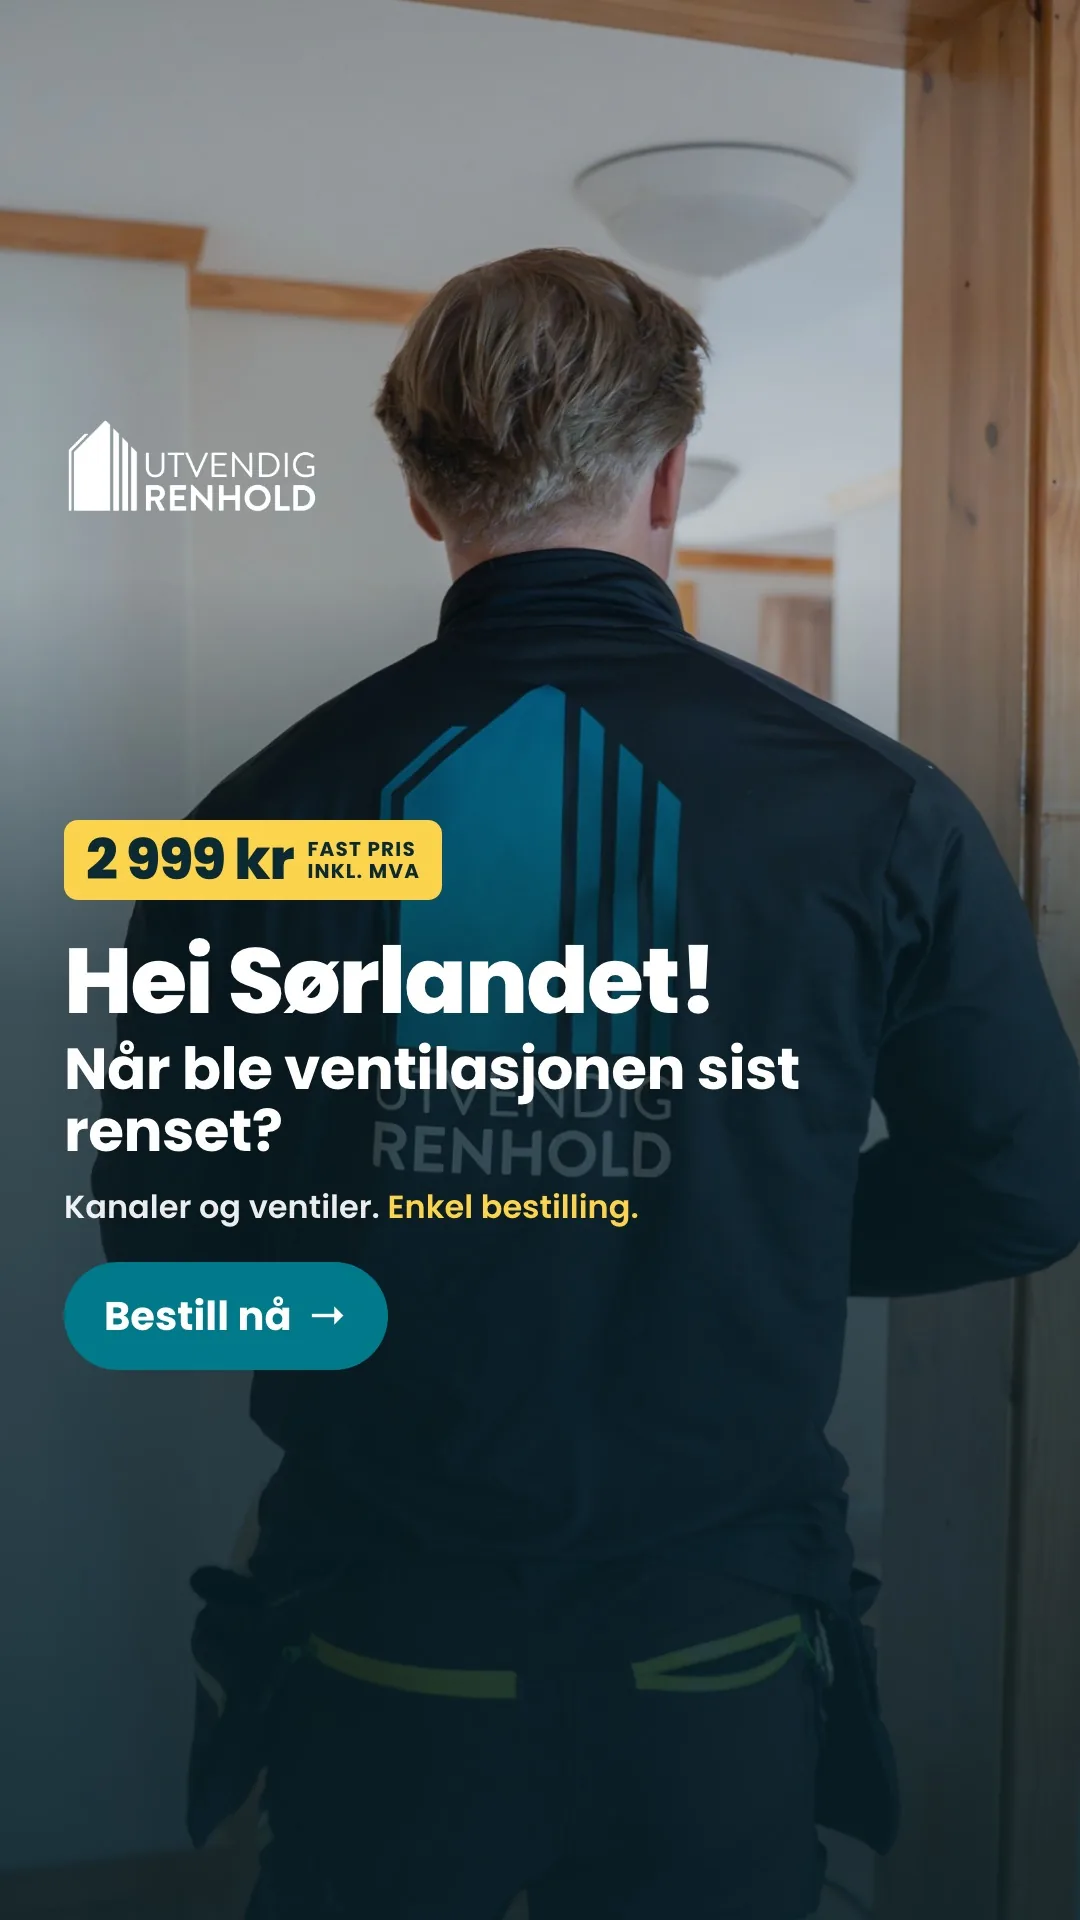 UTVENDIG
RENHOLD
2 999 kr FAST PRIS
INKL. MVA
Hei Sørlandet!
Når ble ventilasjonen sist
renset?
UTVENDIG
RENHOLD
Kanaler og ventiler. Enkel bestilling.
Bestill nå →